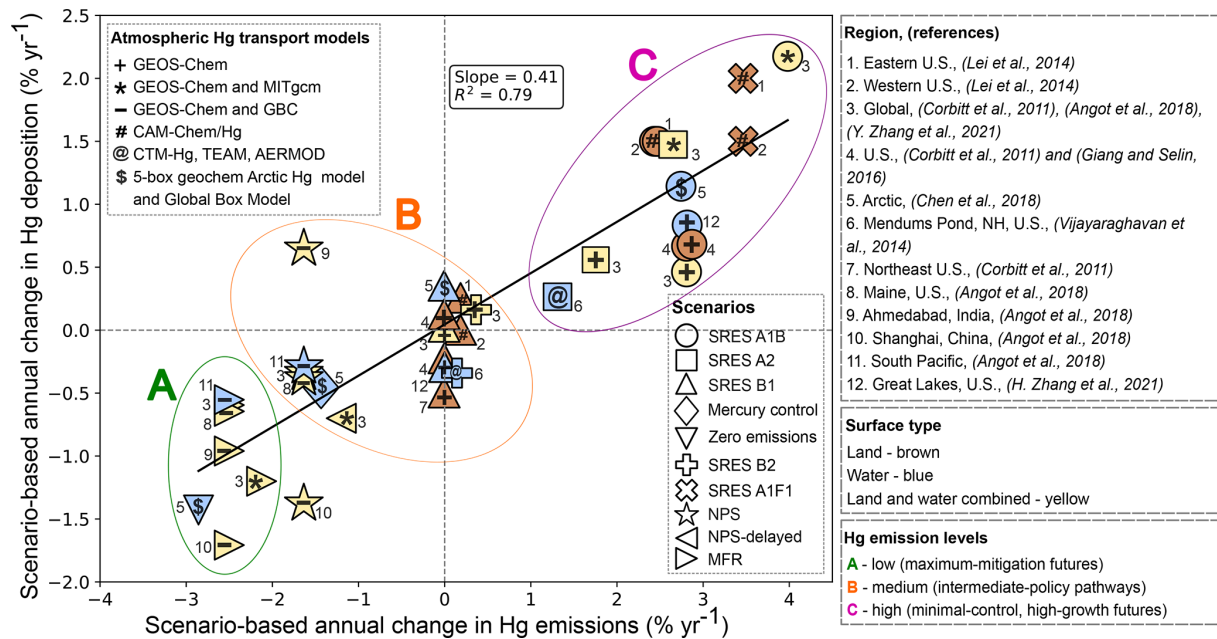 Scenario-based annual change in Hg deposition (% yr⁻¹)
2.5
2.0
1.5
1.0
0.5
0.0
−0.5
−1.0
−1.5
−2.0
−4
−3
−2
−1
0
1
2
3
4
Scenario-based annual change in Hg emissions (% yr⁻¹)
Atmospheric Hg transport models
+ GEOS-Chem
* GEOS-Chem and MITgcm
− GEOS-Chem and GBC
# CAM-Chem/Hg
@ CTM-Hg, TEAM, AERMOD
$ 5-box geochem Arctic Hg model
and Global Box Model
Slope = 0.41
R² = 0.79
A
B
C
Scenarios
SRES A1B
SRES A2
SRES B1
Mercury control
Zero emissions
SRES B2
SRES A1F1
NPS
NPS-delayed
MFR
Region, (references)
1. Eastern U.S., (Lei et al., 2014)
2. Western U.S., (Lei et al., 2014)
3. Global, (Corbitt et al., 2011), (Angot et al., 2018),
(Y. Zhang et al., 2021)
4. U.S., (Corbitt et al., 2011) and (Giang and Selin,
2016)
5. Arctic, (Chen et al., 2018)
6. Mendums Pond, NH, U.S., (Vijayaraghavan et
al., 2014)
7. Northeast U.S., (Corbitt et al., 2011)
8. Maine, U.S., (Angot et al., 2018)
9. Ahmedabad, India, (Angot et al., 2018)
10. Shanghai, China, (Angot et al., 2018)
11. South Pacific, (Angot et al., 2018)
12. Great Lakes, U.S., (H. Zhang et al., 2021)
Surface type
Land - brown
Water - blue
Land and water combined - yellow
Hg emission levels
A - low (maximum-mitigation futures)
B - medium (intermediate-policy pathways)
C - high (minimal-control, high-growth futures)